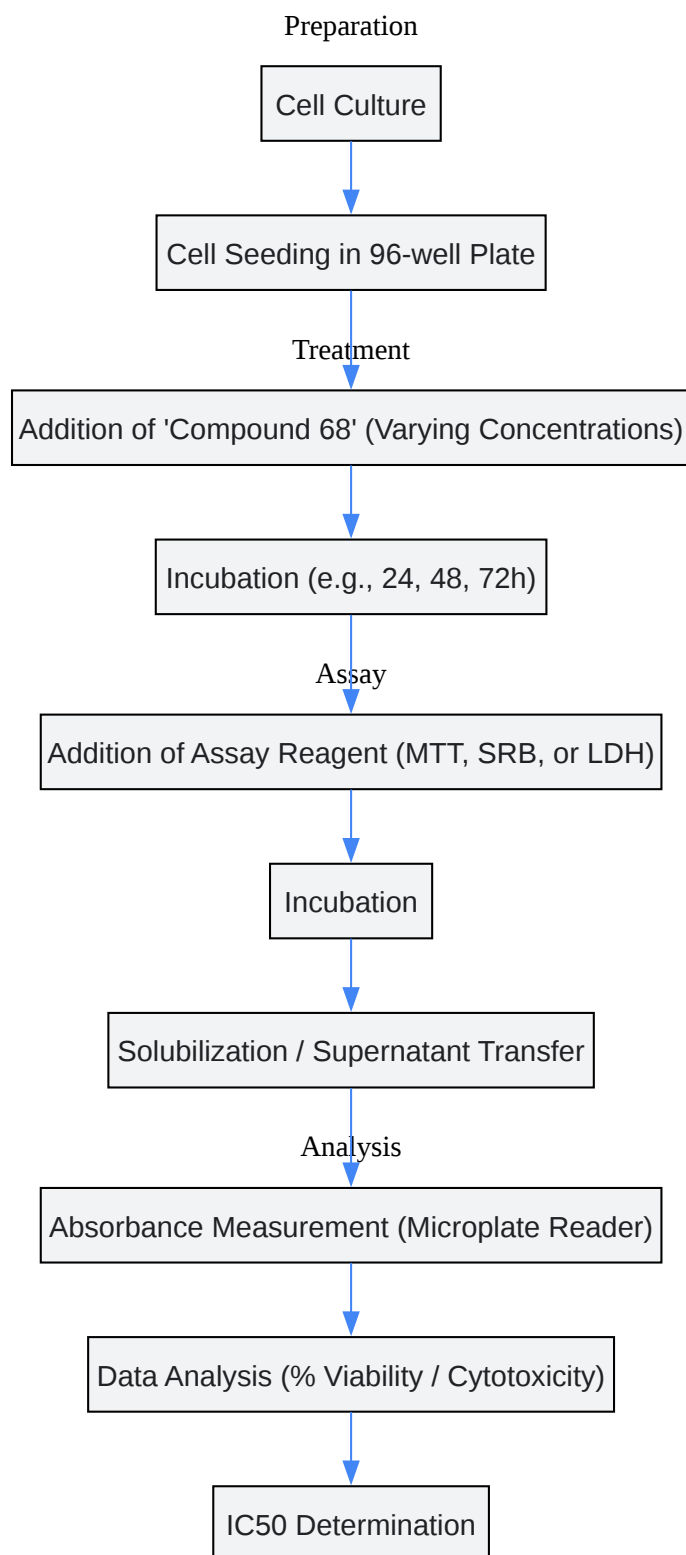 Preparation
Cell Culture
Cell Seeding in 96-well Plate
Treatment
Addition of 'Compound 68' (Varying Concentrations)
Incubation (e.g., 24, 48, 72h)
Assay
Addition of Assay Reagent (MTT, SRB, or LDH)
Incubation
Solubilization / Supernatant Transfer
Analysis
Absorbance Measurement (Microplate Reader)
Data Analysis (% Viability / Cytotoxicity)
IC50 Determination